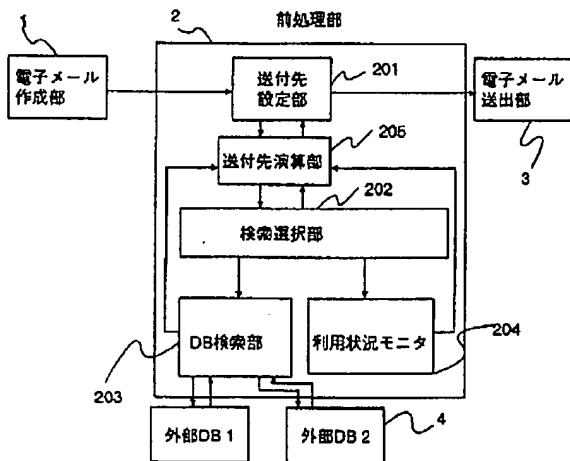 前処理部
1
2
電子メール
作成部
送付先
設定部
201
電子メール
送出部
3
205
送付先演算部
202
検索選択部
DB検索部
203
利用状況モニタ
204
外部DB 1
外部DB 2
4